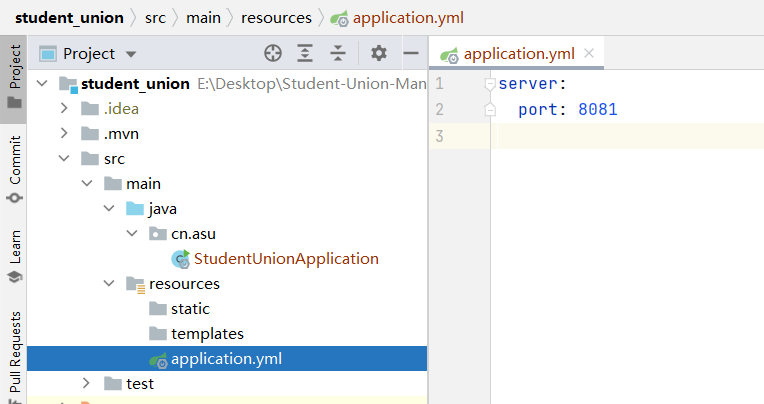 student_union src main resources application.yml
Project
application.yml
student_union E:\Desktop\Student-Union-Man
.idea
.mvn
src
main
java
cn.asu
StudentUnionApplication
resources
static
templates
application.yml
test
Project
Commit
Learn
Pull Requests
1 server:
2 port: 8081
3